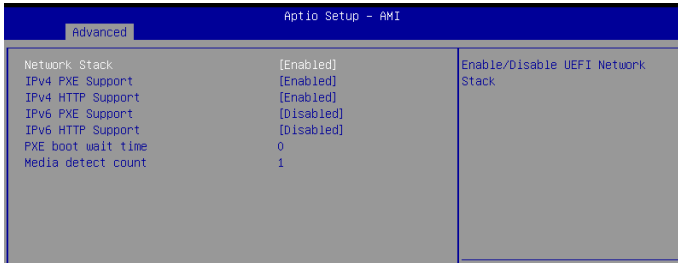 Aptio Setup – AMI
Advanced
Network Stack [Enabled]
IPv4 PXE Support [Enabled]
IPv4 HTTP Support [Enabled]
IPv6 PXE Support [Disabled]
IPv6 HTTP Support [Disabled]
PXE boot wait time 0
Media detect count 1
Enable/Disable UEFI Network
Stack